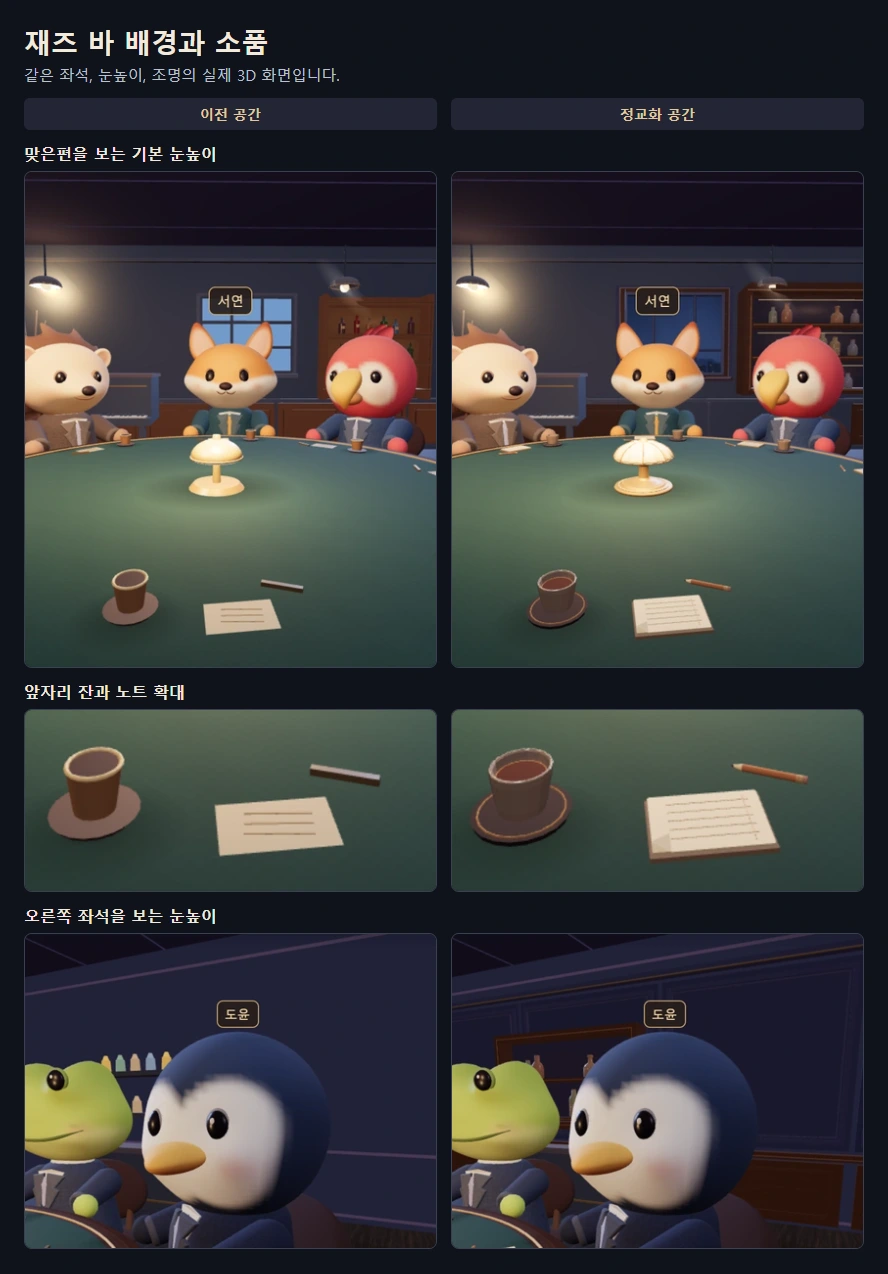 재즈 바 배경과 소품
같은 좌석, 눈높이, 조명의 실제 3D 화면입니다.
이전 공간
정교화 공간
맞은편을 보는 기본 눈높이
서연
서연
앞자리 잔과 노트 확대
오른쪽 좌석을 보는 눈높이
도윤
도윤